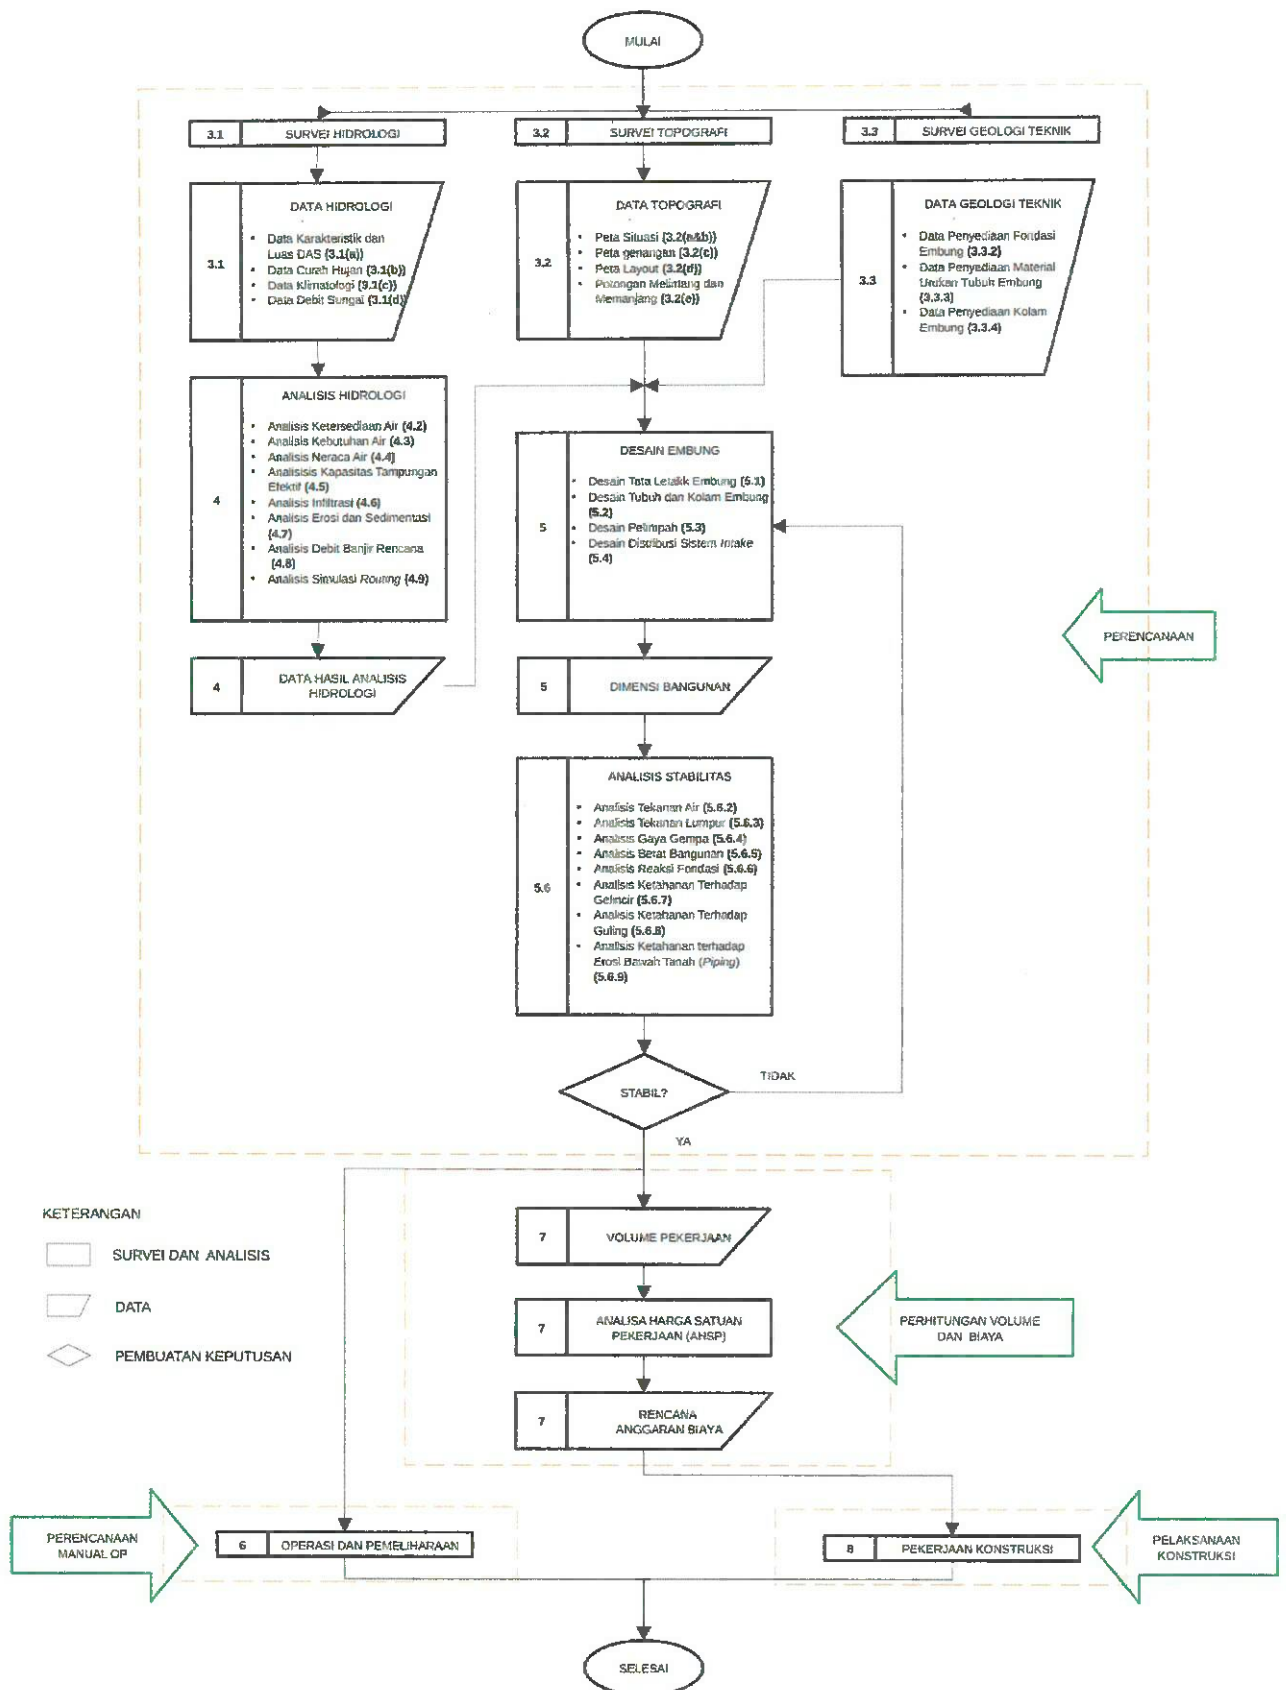 MULAI
3.1 SURVEI HIDROLOGI
3.2 SURVEI TOPOGRAFI
3.3 SURVEI GEOLOGI TEKNIK
3.1
DATA HIDROLOGI
• Data Karakteristik dan
Luas DAS (3.1(a))
• Data Curah Hujan (3.1(b))
• Data Klimatologi (3.1(c))
• Data Debit Sungai (3.1(d))
3.2
DATA TOPOGRAFI
• Peta Situasi (3.2(a&b))
• Peta genangan (3.2(c))
• Peta Layout (3.2(d))
• Potongan Melintang dan
Memanjang (3.2(e))
3.3
DATA GEOLOGI TEKNIK
• Data Penyediaan Fondasi
Embung (3.3.2)
• Data Penyediaan Material
Urukan Tubuh Embung
(3.3.3)
• Data Penyediaan Kolam
Embung (3.3.4)
4
ANALISIS HIDROLOGI
• Analisis Ketersediaan Air (4.2)
• Analisis Kebutuhan Air (4.3)
• Analisis Neraca Air (4.4)
• Analisisis Kapasitas Tampungan
Efektif (4.5)
• Analisis Infiltrasi (4.6)
• Analisis Erosi dan Sedimentasi
(4.7)
• Analisis Debit Banjir Rencana
(4.8)
• Analisis Simulasi Routing (4.9)
5
DESAIN EMBUNG
• Desain Tata Letakk Embung (5.1)
• Desain Tubuh dan Kolam Embung
(5.2)
• Desain Pelimpah (5.3)
• Desain Distribusi Sistem Intake
(5.4)
PERENCANAAN
4
DATA HASIL ANALISIS
HIDROLOGI
5 DIMENSI BANGUNAN
5.6
ANALISIS STABILITAS
• Analisis Tekanan Air (5.6.2)
• Analisis Tekanan Lumpur (5.6.3)
• Analisis Gaya Gempa (5.6.4)
• Analisis Berat Bangunan (5.6.5)
• Analisis Reaksi Fondasi (5.6.6)
• Analisis Ketahanan Terhadap
Gelincir (5.6.7)
• Analisis Ketahanan Terhadap
Guling (5.6.8)
• Analisis Ketahanan terhadap
Erosi Bawah Tanah (Piping)
(5.6.9)
STABIL?
TIDAK
YA
KETERANGAN
SURVEI DAN ANALISIS
DATA
PEMBUATAN KEPUTUSAN
7 VOLUME PEKERJAAN
7
ANALISA HARGA SATUAN
PEKERJAAN (AHSP)
7
RENCANA
ANGGARAN BIAYA
PERHITUNGAN VOLUME
DAN BIAYA
PERENCANAAN
MANUAL OP
6 OPERASI DAN PEMELIHARAAN
8 PEKERJAAN KONSTRUKSI
PELAKSANAAN
KONSTRUKSI
SELESAI